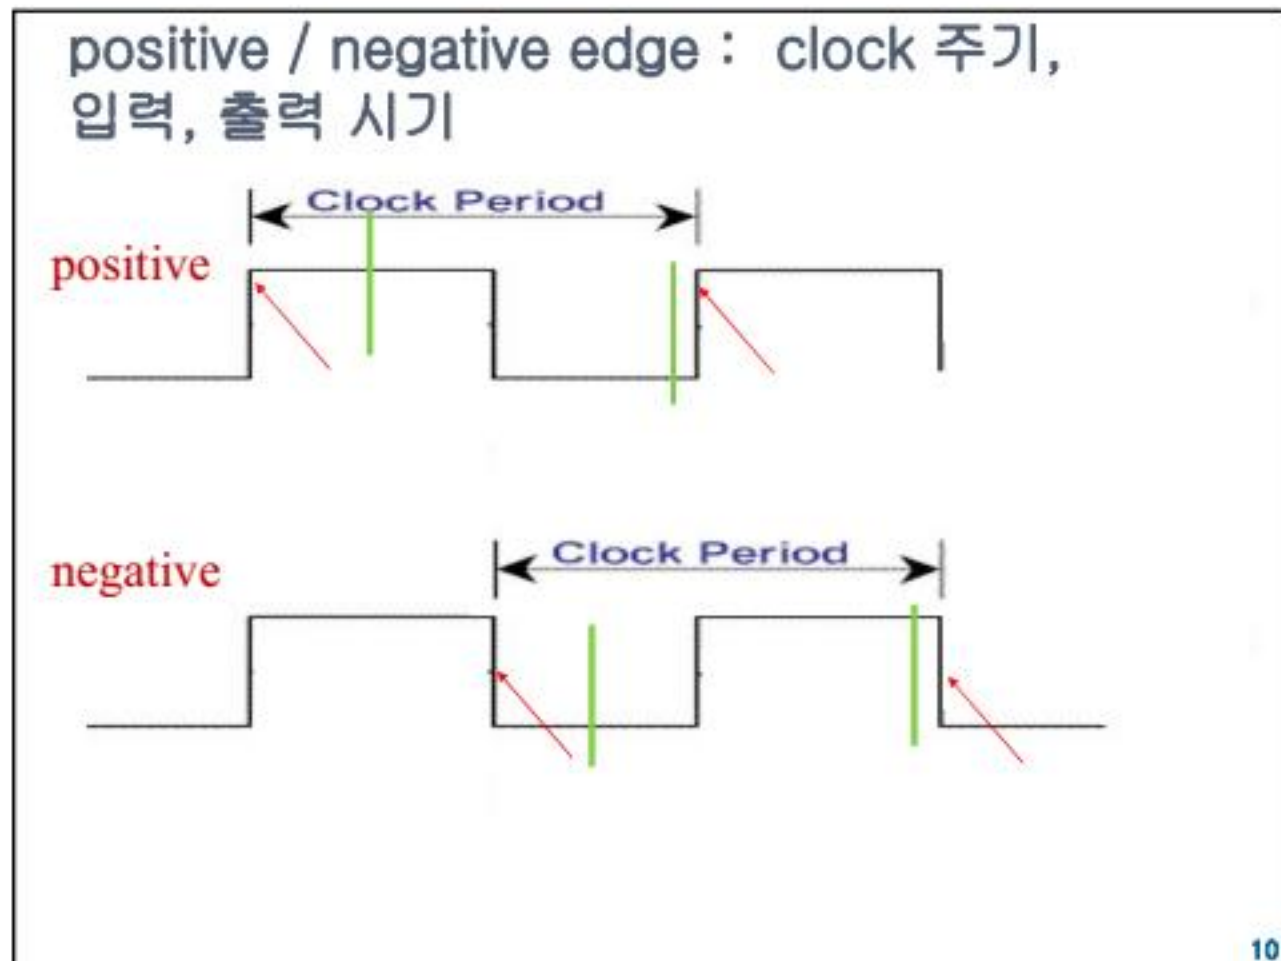 positive / negative edge : clock 주기,
입력, 출력 시기
Clock Period
positive
Clock Period
negative
10